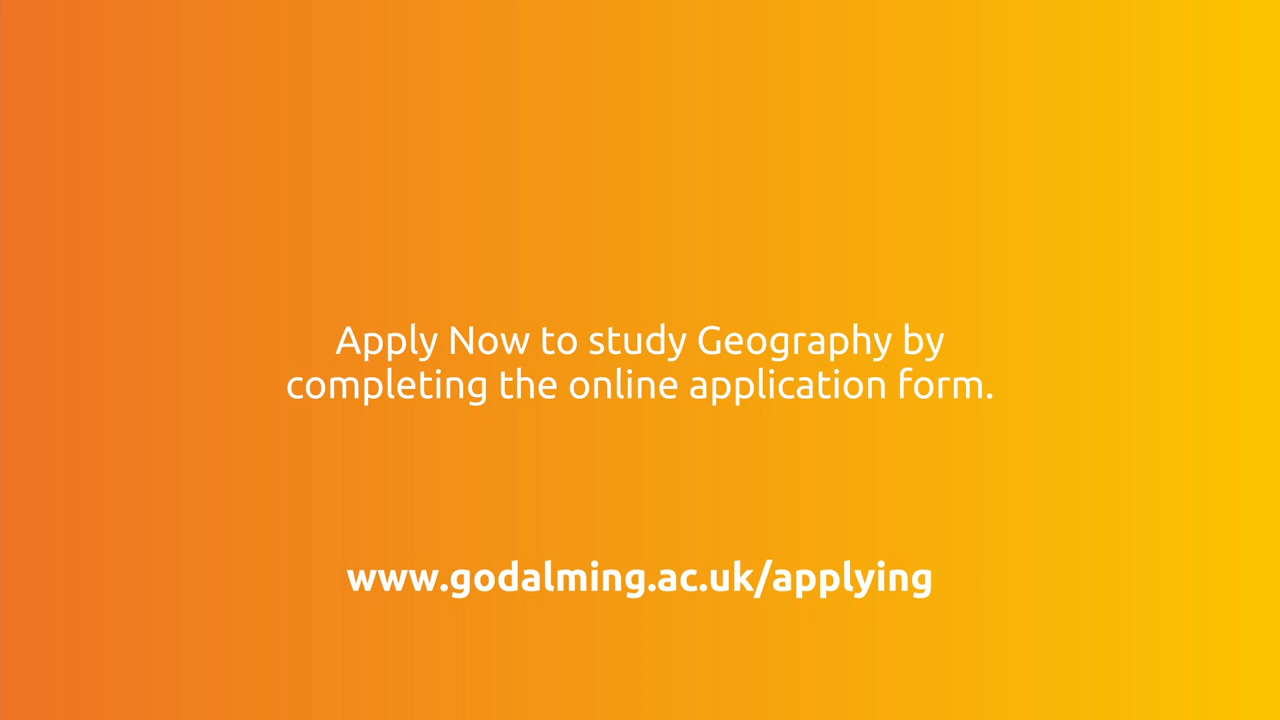 Apply Now to study Geography by
completing the online application form.
www.godalming.ac.uk/applying